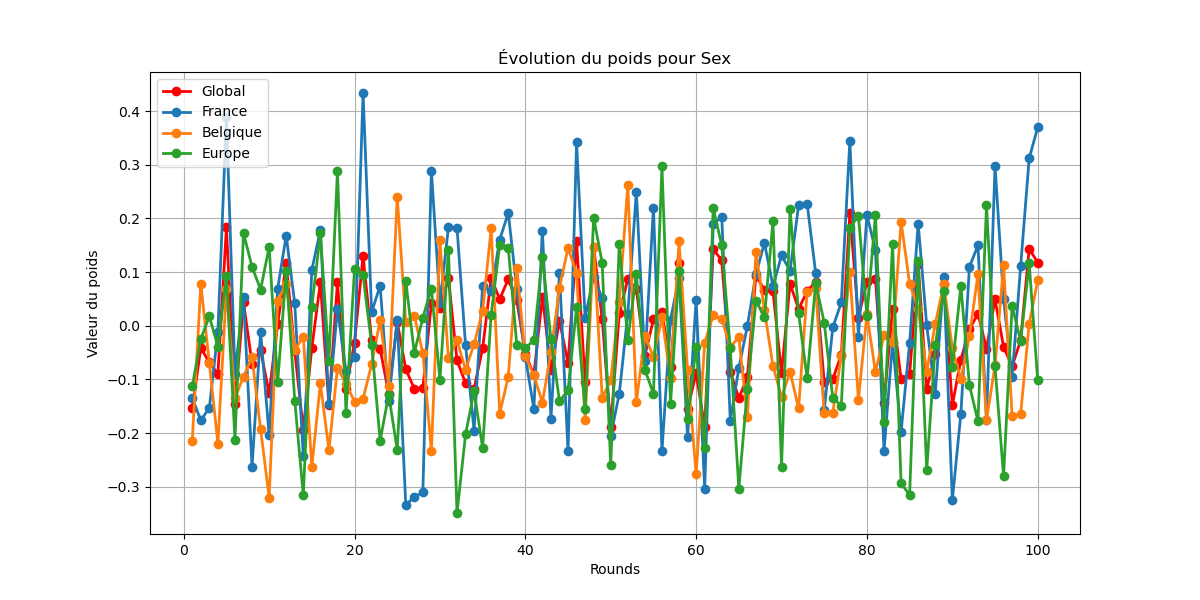 Évolution du poids pour Sex
Global
France
Belgique
Europe
Valeur du poids
0.4
0.3
0.2
0.1
0.0
−0.1
−0.2
−0.3
0 20 40 60 80 100
Rounds